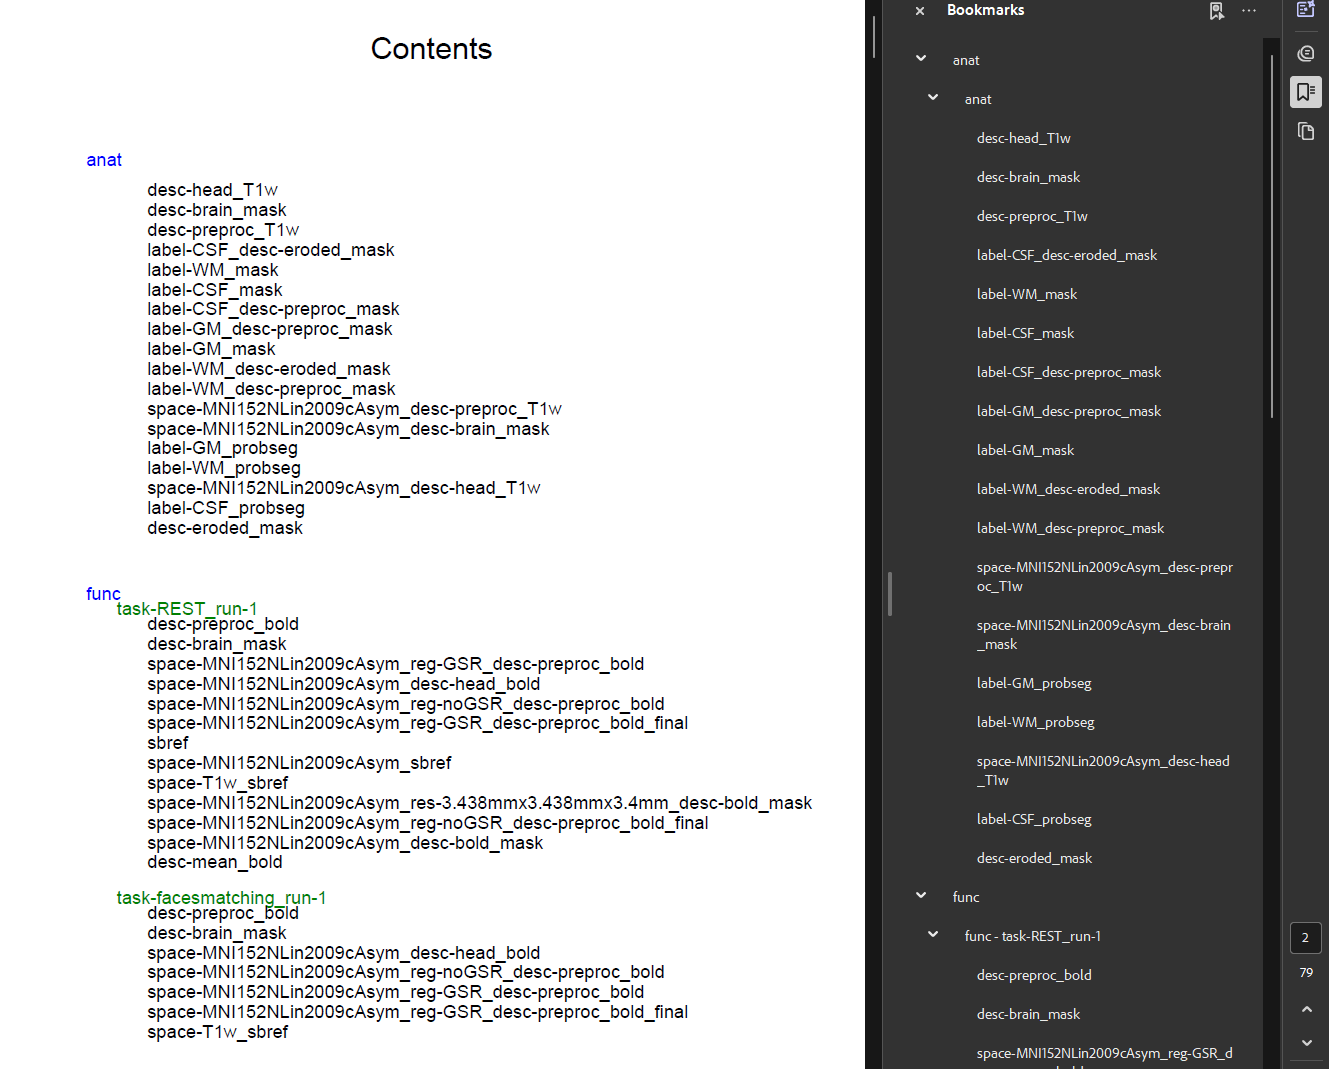 Contents
anat
desc-head_T1w
desc-brain_mask
desc-preproc_T1w
label-CSF_desc-eroded_mask
label-WM_mask
label-CSF_mask
label-CSF_desc-preproc_mask
label-GM_desc-preproc_mask
label-GM_mask
label-WM_desc-eroded_mask
label-WM_desc-preproc_mask
space-MNI152NLin2009cAsym_desc-preproc_T1w
space-MNI152NLin2009cAsym_desc-brain_mask
label-GM_probseg
label-WM_probseg
space-MNI152NLin2009cAsym_desc-head_T1w
label-CSF_probseg
desc-eroded_mask
func
task-REST_run-1
desc-preproc_bold
desc-brain_mask
space-MNI152NLin2009cAsym_reg-GSR_desc-preproc_bold
space-MNI152NLin2009cAsym_desc-head_bold
space-MNI152NLin2009cAsym_reg-noGSR_desc-preproc_bold
space-MNI152NLin2009cAsym_reg-GSR_desc-preproc_bold_final
sbref
space-MNI152NLin2009cAsym_sbref
space-T1w_sbref
space-MNI152NLin2009cAsym_res-3.438mmx3.438mmx3.4mm_desc-bold_mask
space-MNI152NLin2009cAsym_reg-noGSR_desc-preproc_bold_final
space-MNI152NLin2009cAsym_desc-bold_mask
desc-mean_bold
task-facesmatching_run-1
desc-preproc_bold
desc-brain_mask
space-MNI152NLin2009cAsym_desc-head_bold
space-MNI152NLin2009cAsym_reg-noGSR_desc-preproc_bold
space-MNI152NLin2009cAsym_reg-GSR_desc-preproc_bold
space-MNI152NLin2009cAsym_reg-GSR_desc-preproc_bold_final
space-T1w_sbref
Bookmarks
anat
anat
desc-head_T1w
desc-brain_mask
desc-preproc_T1w
label-CSF_desc-eroded_mask
label-WM_mask
label-CSF_mask
label-CSF_desc-preproc_mask
label-GM_desc-preproc_mask
label-GM_mask
label-WM_desc-eroded_mask
label-WM_desc-preproc_mask
space-MNI152NLin2009cAsym_desc-prepr
oc_T1w
space-MNI152NLin2009cAsym_desc-brain
_mask
label-GM_probseg
label-WM_probseg
space-MNI152NLin2009cAsym_desc-head
_T1w
label-CSF_probseg
desc-eroded_mask
func
func - task-REST_run-1
desc-preproc_bold
desc-brain_mask
space-MNI152NLin2009cAsym_reg-GSR_d
2
79